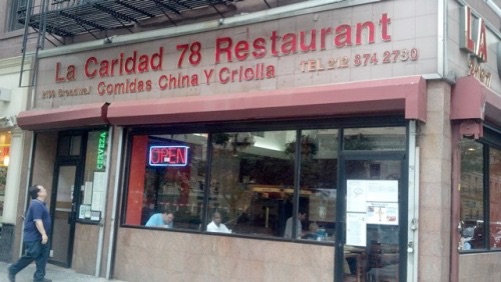 La Caridad 78 Restaurant
2199 Broadway Comidas China Y Criolla TEL 212 874 2780
LA
OPEN